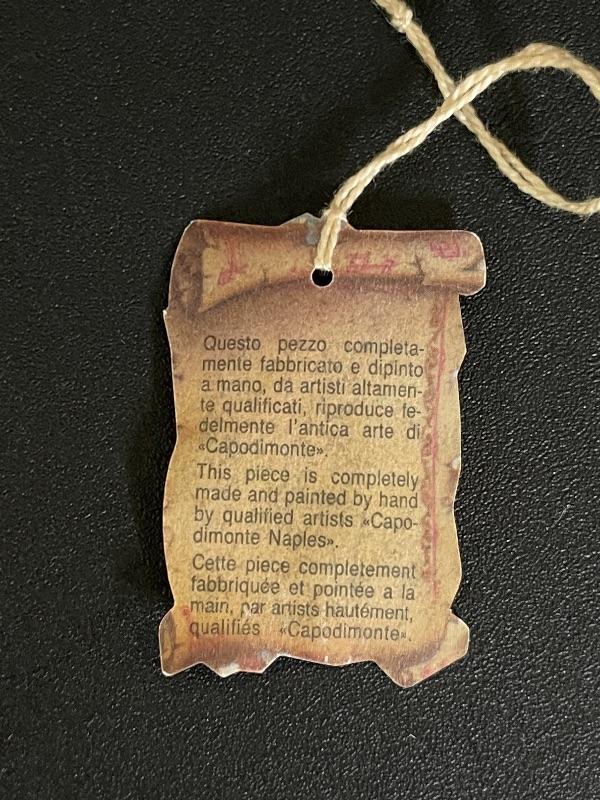 Questo pezzo completa-
mente fabbricato e dipinto
a mano, da artisti altamen-
te qualificati, riproduce fe-
delmente l'antica arte di
«Capodimonte».
This piece is completely
made and painted by hand
by qualified artists «Capo-
dimonte Naples».
Cette piece completement
fabbriquée et pointée a la
main, par artists hautément,
qualifiés «Capodimonte».